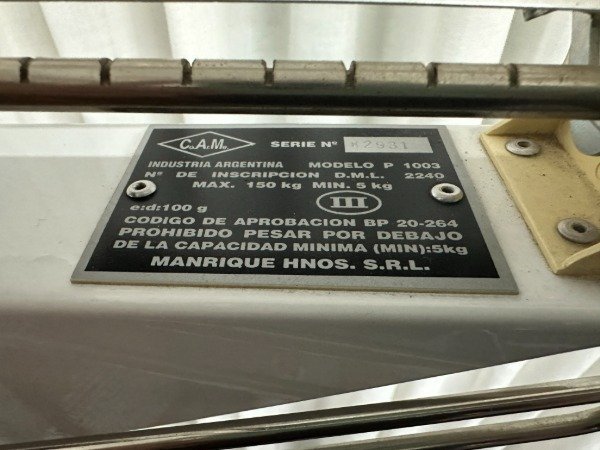 C.A.M. SERIE Nº K2931
INDUSTRIA ARGENTINA MODELO P 1003
Nº DE INSCRIPCION D.M.L. 2240
MAX. 150 kg MIN. 5 kg
e:d:100 g III
CODIGO DE APROBACION BP 20-264
PROHIBIDO PESAR POR DEBAJO
DE LA CAPACIDAD MINIMA (MIN):5kg
MANRIQUE HNOS. S.R.L.